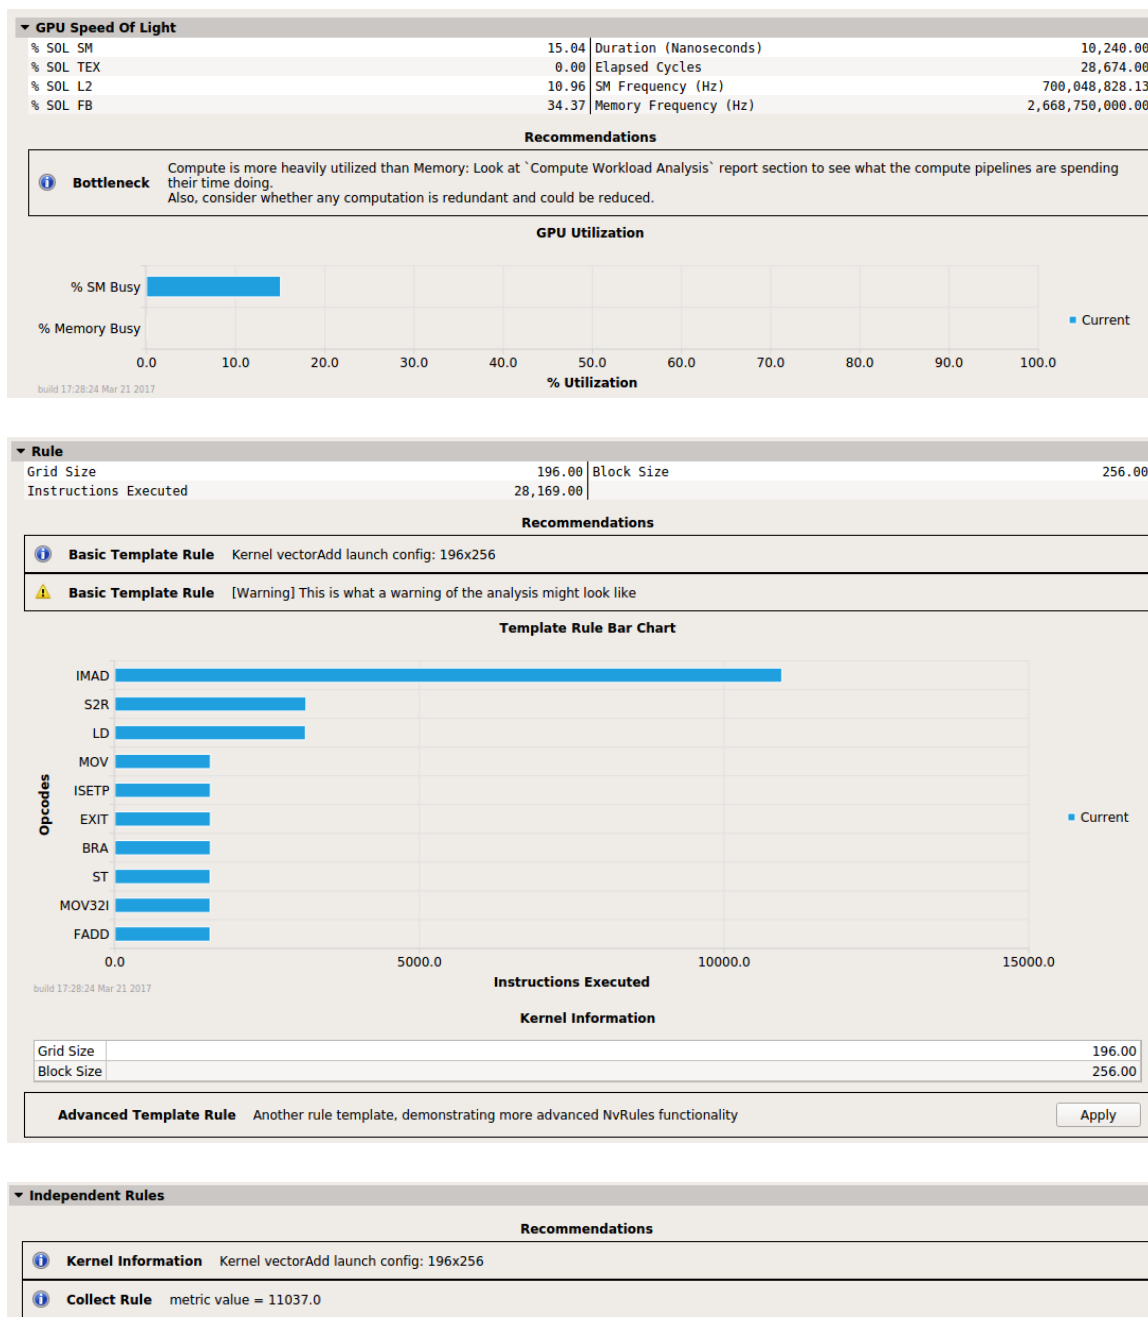 GPU Speed Of Light
% SOL SM 15.04 Duration (Nanoseconds) 10,240.00
% SOL TEX 0.00 Elapsed Cycles 28,674.00
% SOL L2 10.96 SM Frequency (Hz) 700,048,828.13
% SOL FB 34.37 Memory Frequency (Hz) 2,668,750,000.00
Recommendations
Bottleneck Compute is more heavily utilized than Memory: Look at `Compute Workload Analysis` report section to see what the compute pipelines are spending
their time doing.
Also, consider whether any computation is redundant and could be reduced.
GPU Utilization
% SM Busy
% Memory Busy
Current
0.0 10.0 20.0 30.0 40.0 50.0 60.0 70.0 80.0 90.0 100.0
% Utilization
build 17:28:24 Mar 21 2017
Rule
Grid Size 196.00 Block Size 256.00
Instructions Executed 28,169.00
Recommendations
Basic Template Rule Kernel vectorAdd launch config: 196x256
Basic Template Rule [Warning] This is what a warning of the analysis might look like
Template Rule Bar Chart
IMAD
S2R
LD
MOV
ISETP
EXIT
BRA
ST
MOV32I
FADD
Opcodes
Current
0.0 5000.0 10000.0 15000.0
Instructions Executed
build 17:28:24 Mar 21 2017
Kernel Information
Grid Size 196.00
Block Size 256.00
Advanced Template Rule Another rule template, demonstrating more advanced NvRules functionality Apply
Independent Rules
Recommendations
Kernel Information Kernel vectorAdd launch config: 196x256
Collect Rule metric value = 11037.0